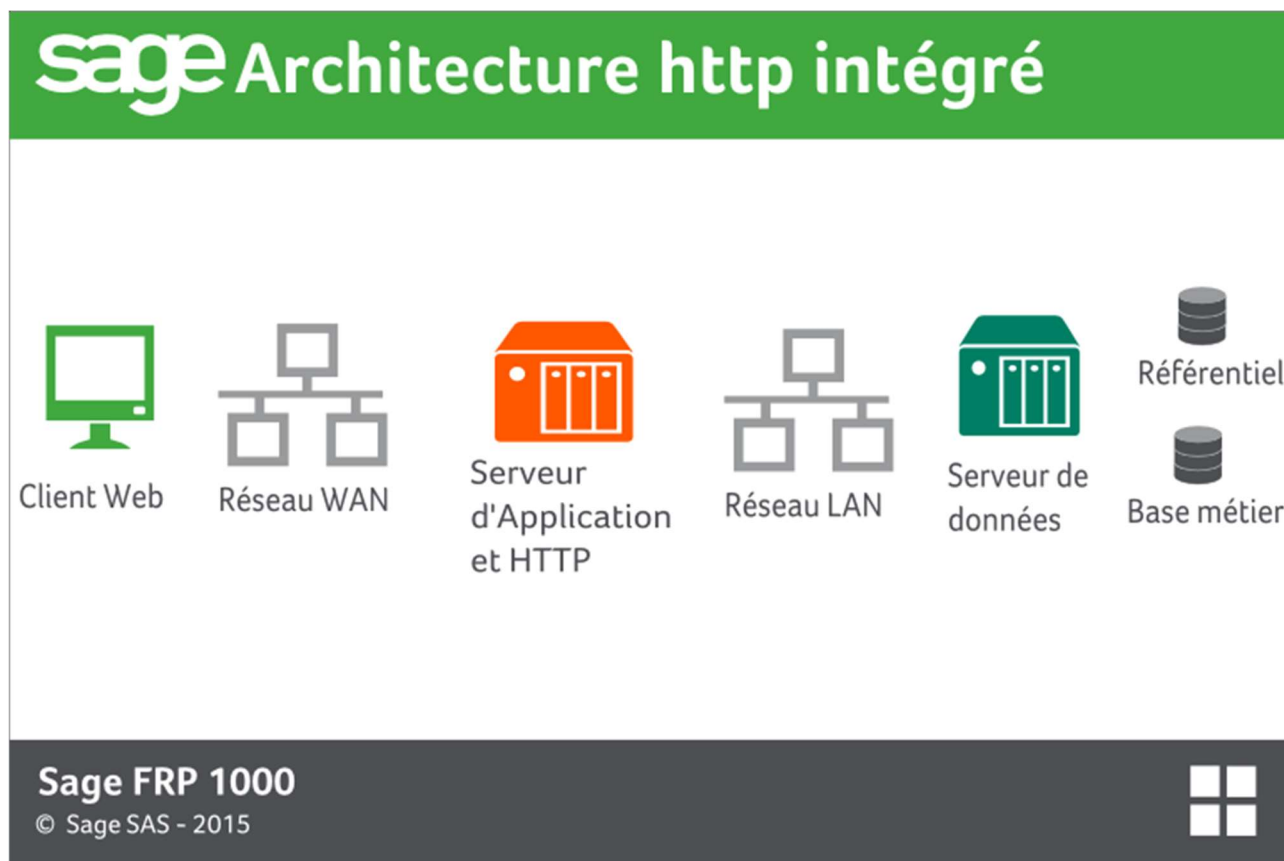 sage Architecture http intégré
Client Web
Réseau WAN
Serveur
d'Application
et HTTP
Réseau LAN
Serveur de
données
Référentiel
Base métier
Sage FRP 1000
© Sage SAS - 2015